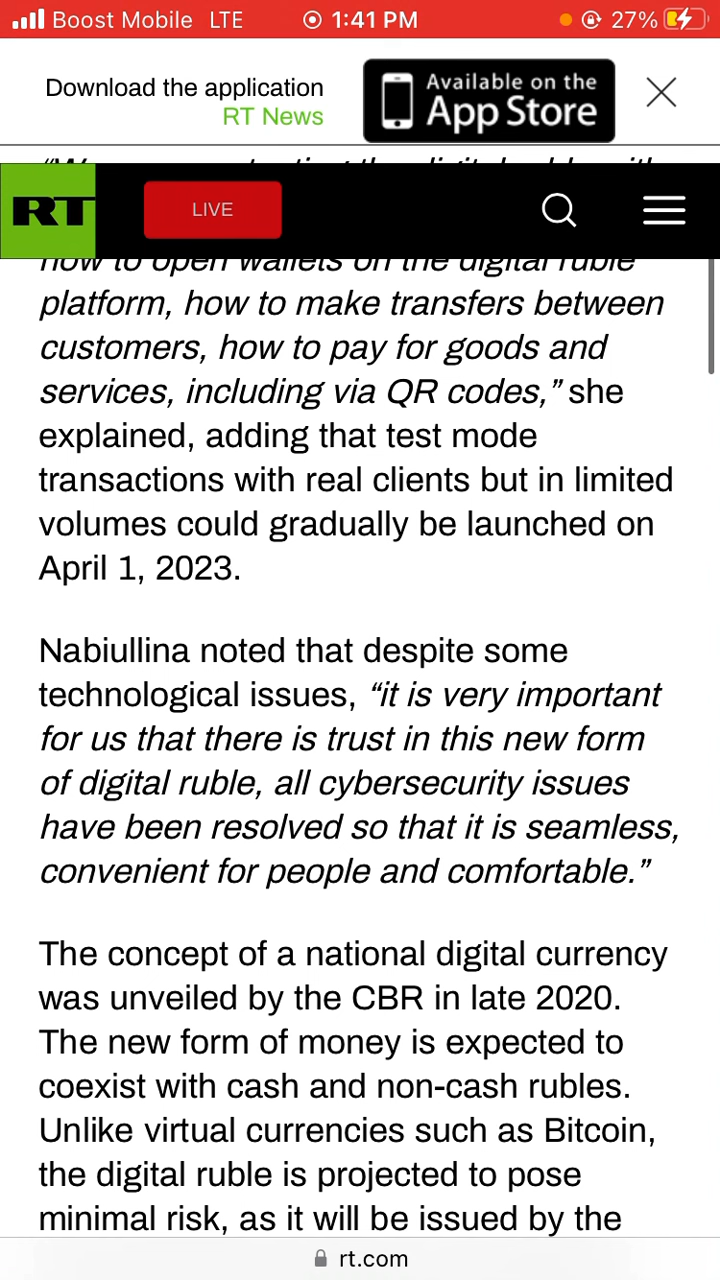 Boost Mobile LTE 1:41 PM 27%
Download the application
RT News
Available on the
App Store
RT
LIVE
how to open wallets on the digital ruble
platform, how to make transfers between
customers, how to pay for goods and
services, including via QR codes,” she
explained, adding that test mode
transactions with real clients but in limited
volumes could gradually be launched on
April 1, 2023.
Nabiullina noted that despite some
technological issues, “it is very important
for us that there is trust in this new form
of digital ruble, all cybersecurity issues
have been resolved so that it is seamless,
convenient for people and comfortable.”
The concept of a national digital currency
was unveiled by the CBR in late 2020.
The new form of money is expected to
coexist with cash and non-cash rubles.
Unlike virtual currencies such as Bitcoin,
the digital ruble is projected to pose
minimal risk, as it will be issued by the
rt.com